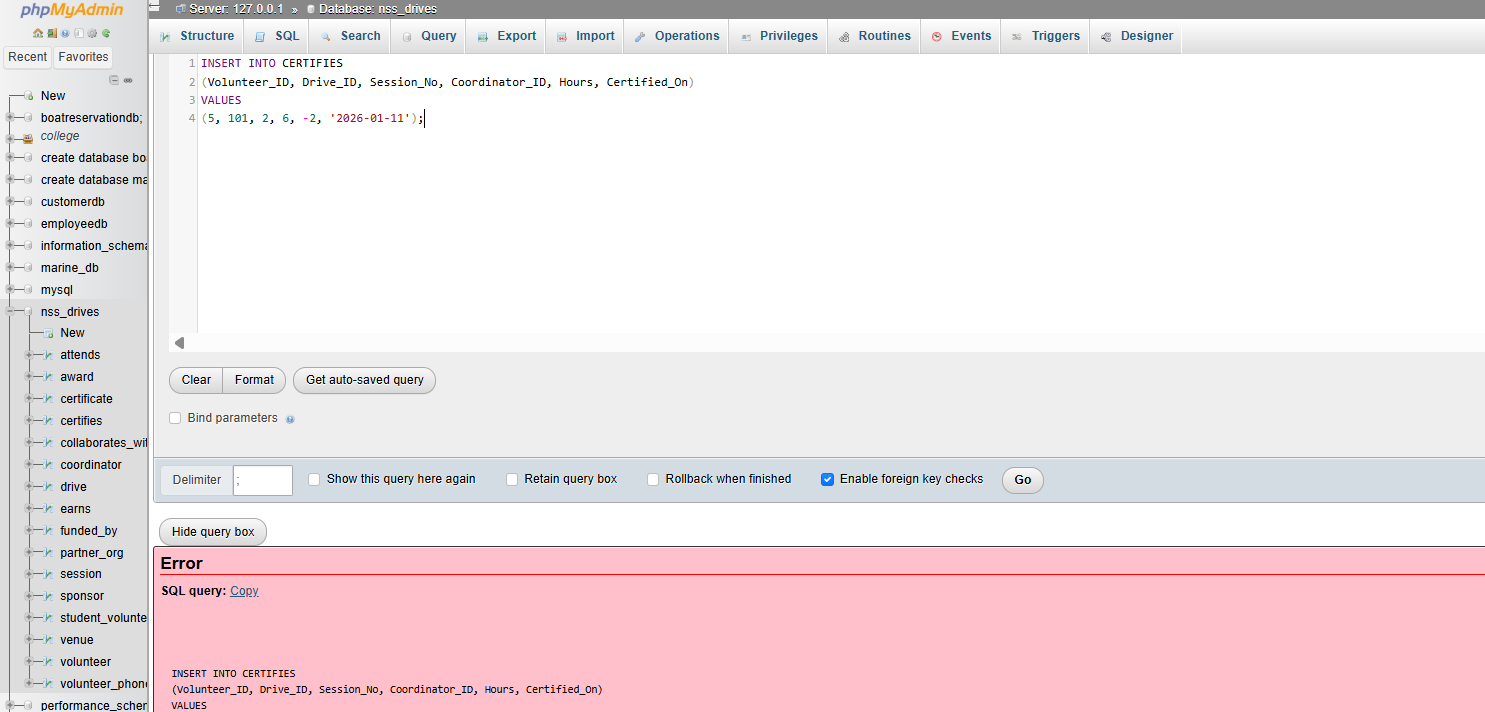 phpMyAdmin
Recent Favorites
New
boatreservationdb;
college
create database bo
create database ma
customerdb
employeedb
information_schema
marine_db
mysql
nss_drives
New
attends
award
certificate
certifies
collaborates_wit
coordinator
drive
earns
funded_by
partner_org
session
sponsor
student_volunte
venue
volunteer
volunteer_phone
performance_schem
Server: 127.0.0.1 » Database: nss_drives
Structure SQL Search Query Export Import Operations Privileges Routines Events Triggers Designer
1 INSERT INTO CERTIFIES
2 (Volunteer_ID, Drive_ID, Session_No, Coordinator_ID, Hours, Certified_On)
3 VALUES
4 (5, 101, 2, 6, -2, '2026-01-11');
Clear Format Get auto-saved query
Bind parameters
Delimiter ; Show this query here again Retain query box Rollback when finished Enable foreign key checks Go
Hide query box
Error
SQL query: Copy
INSERT INTO CERTIFIES
(Volunteer_ID, Drive_ID, Session_No, Coordinator_ID, Hours, Certified_On)
VALUES